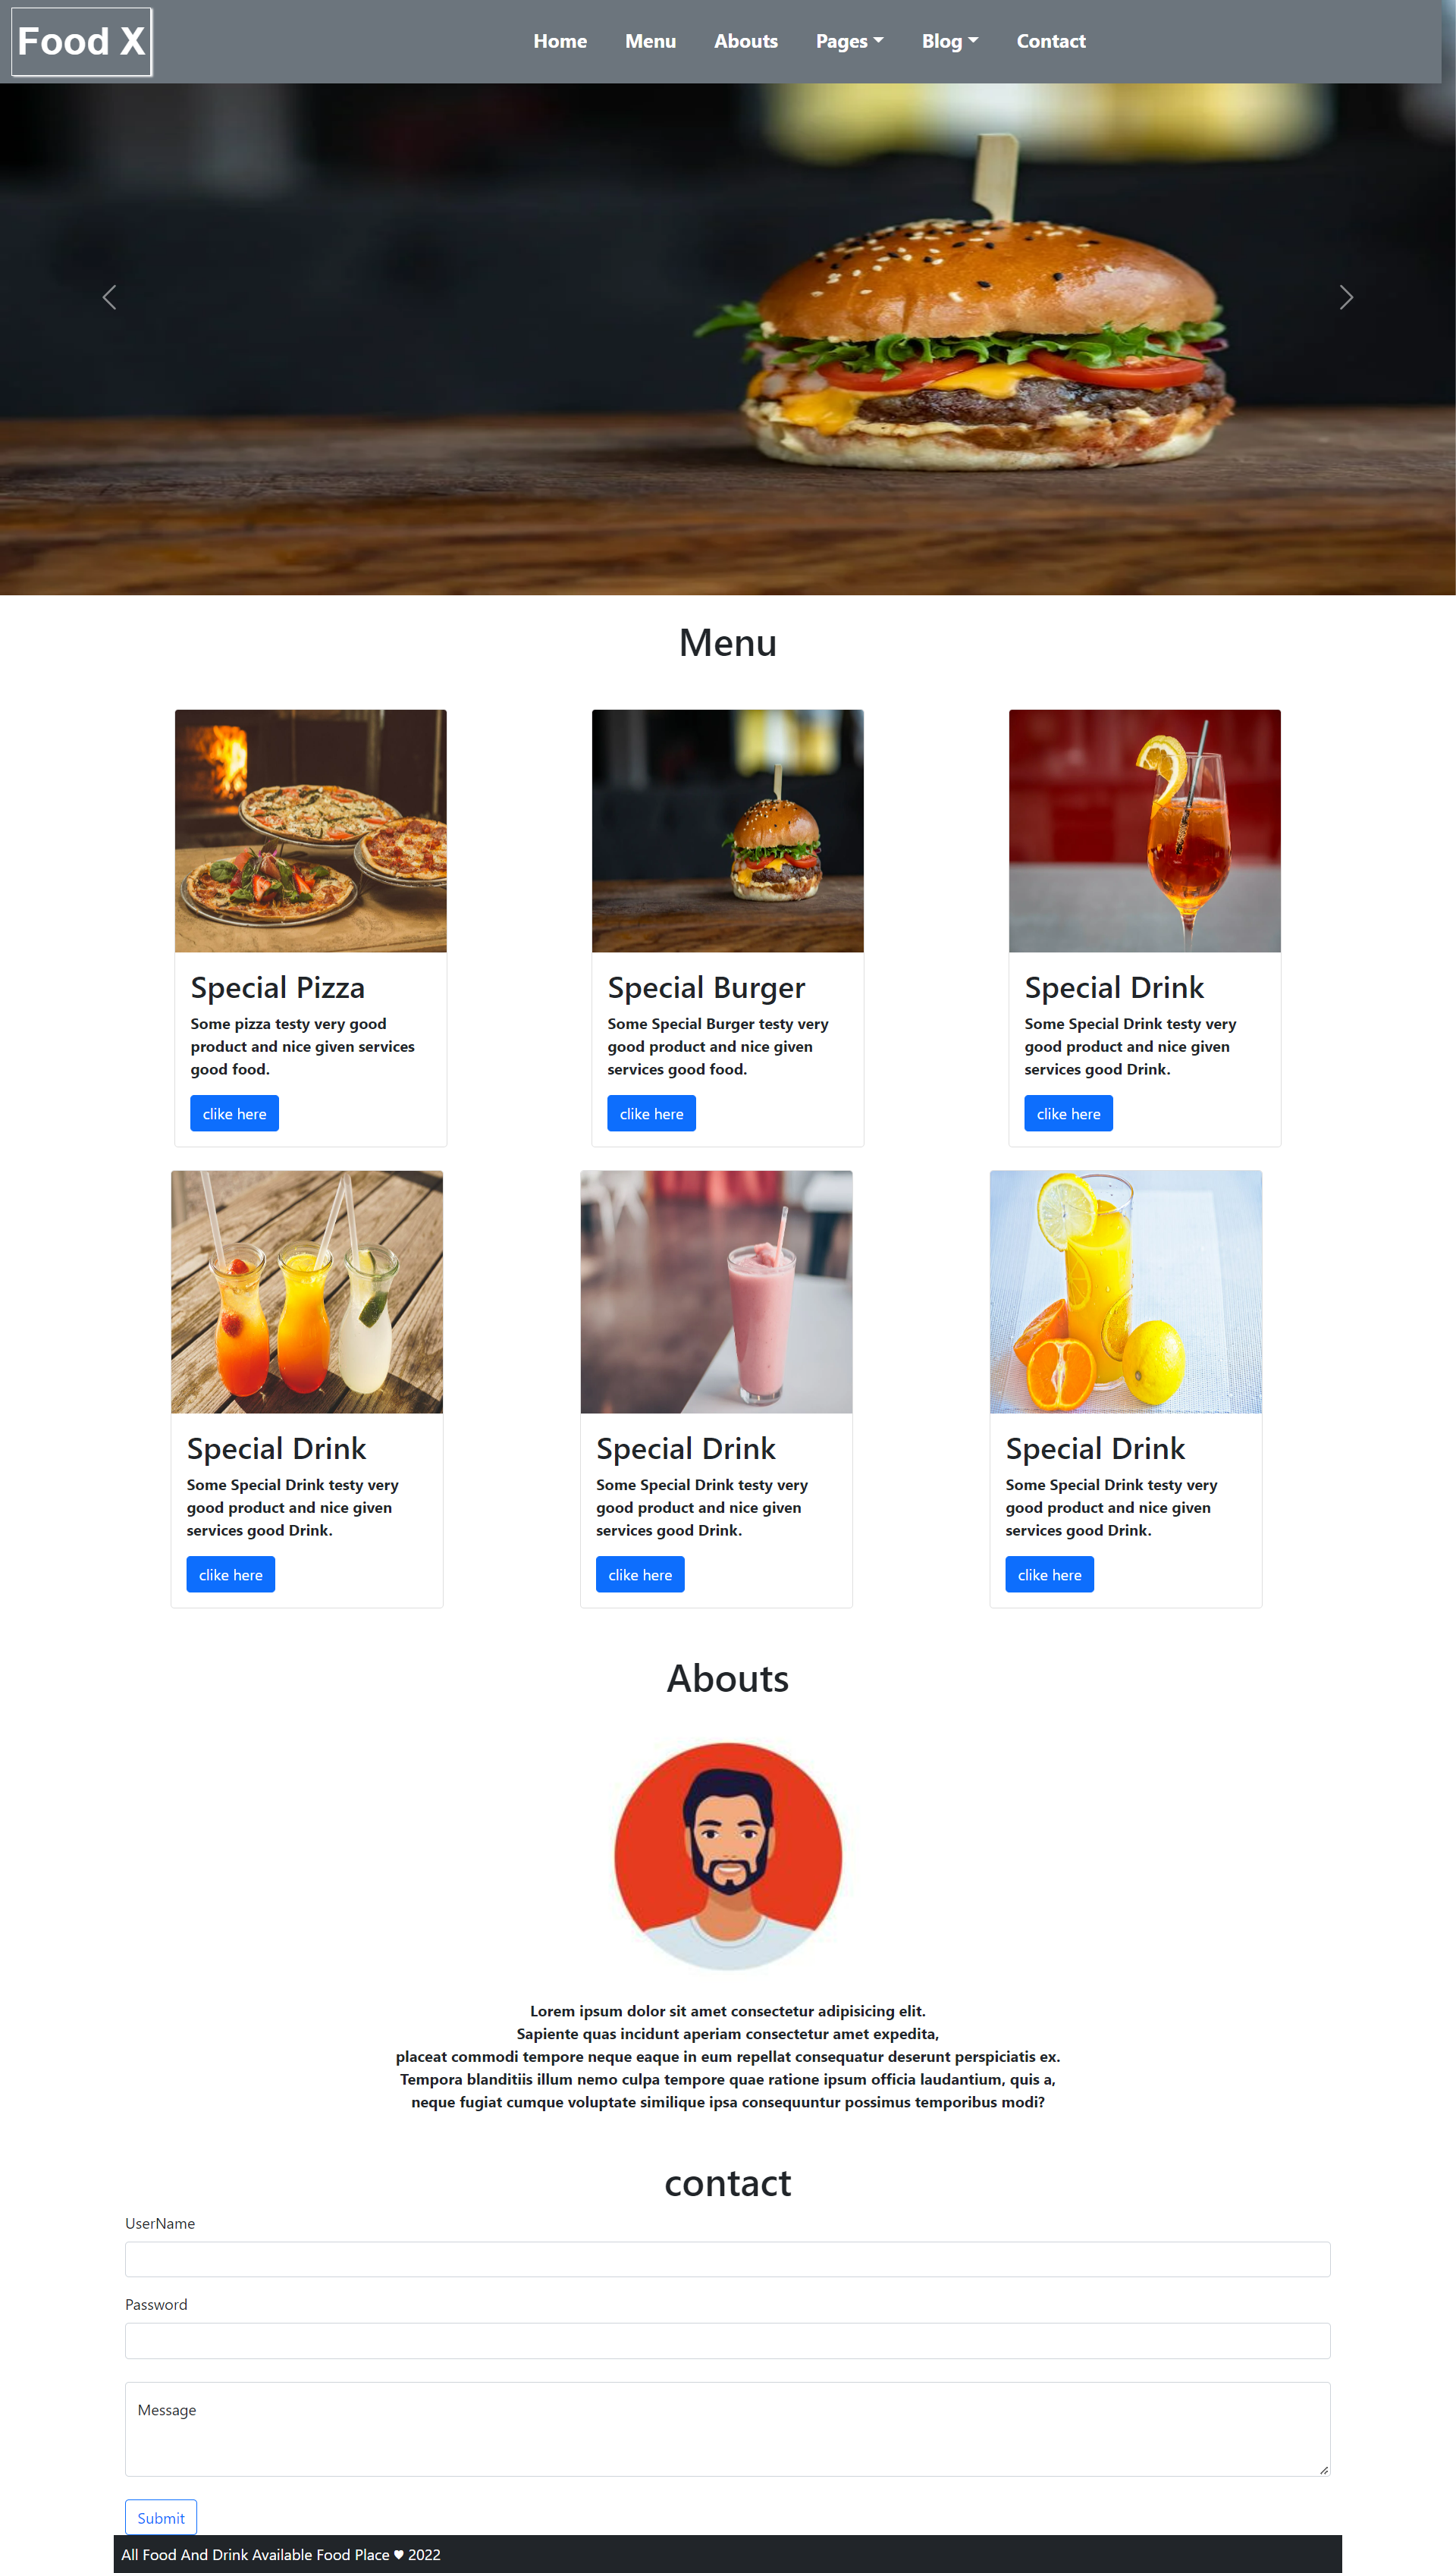 Food X
Home Menu Abouts Pages Blog Contact
Menu
Special Pizza
Some pizza testy very good
product and nice given services
good food.
clike here
Special Burger
Some Special Burger testy very
good product and nice given
services good food.
clike here
Special Drink
Some Special Drink testy very
good product and nice given
services good Drink.
clike here
Special Drink
Some Special Drink testy very
good product and nice given
services good Drink.
clike here
Special Drink
Some Special Drink testy very
good product and nice given
services good Drink.
clike here
Special Drink
Some Special Drink testy very
good product and nice given
services good Drink.
clike here
Abouts
Lorem ipsum dolor sit amet consectetur adipisicing elit.
Sapiente quas incidunt aperiam consectetur amet expedita,
placeat commodi tempore neque eaque in eum repellat consequatur deserunt perspiciatis ex.
Tempora blanditiis illum nemo culpa tempore quae ratione ipsum officia laudantium, quis a,
neque fugiat cumque voluptate similique ipsa consequuntur possimus temporibus modi?
contact
UserName
Password
Message
Submit
All Food And Drink Available Food Place ♥ 2022